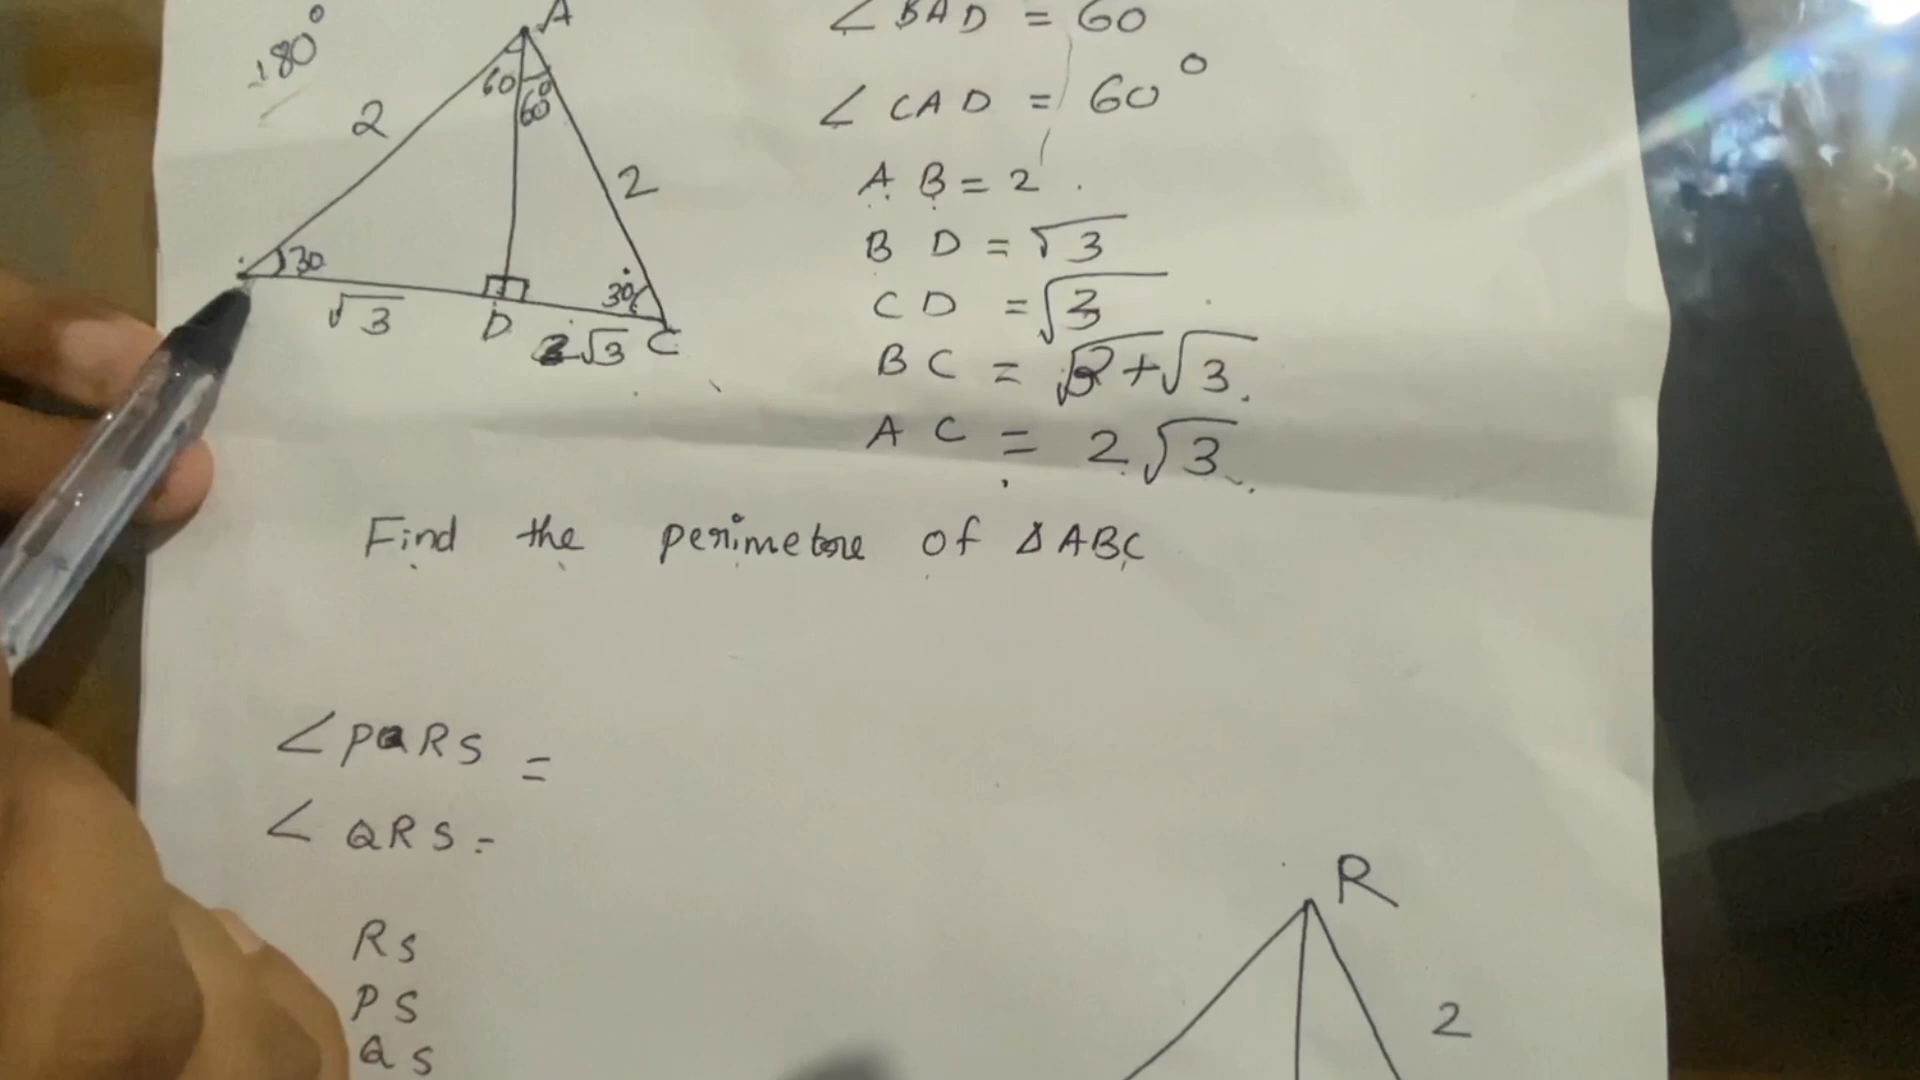 A
180°
∠BAD = 60
60
60°
2
∠CAD = 60°
2
AB = 2
30
BD = √3
30°
CD = √3
√3
D
√3
C
BC = √3+√3
AC = 2√3
Find the perimetre of ΔABC
∠PQRS =
∠QRS =
R
RS
PS
2
QS